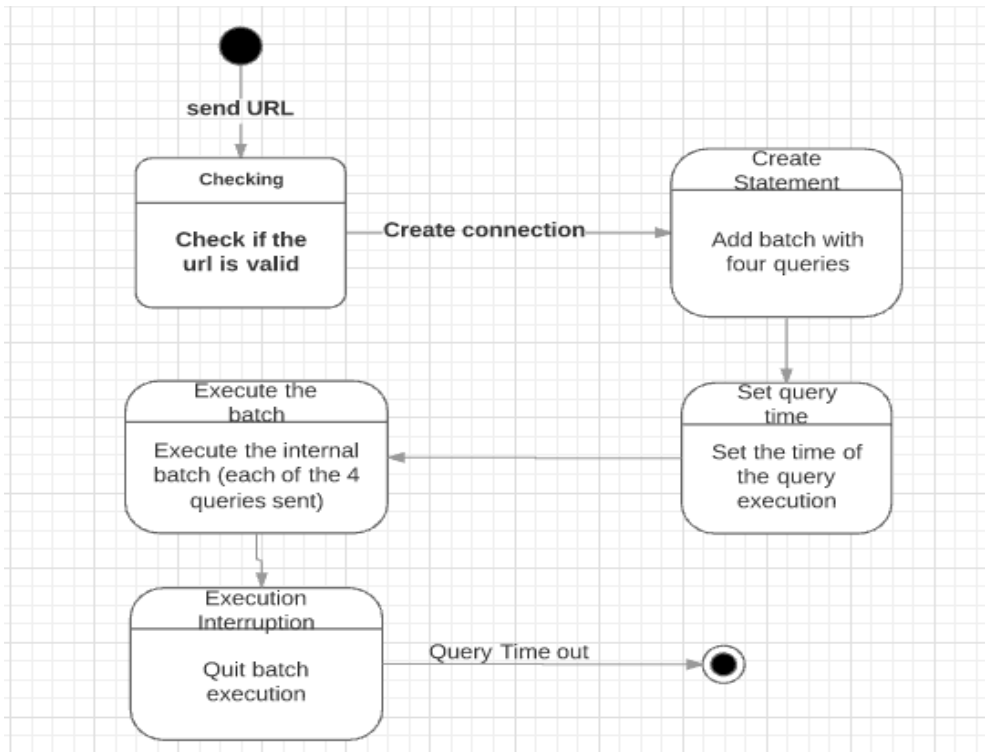 send URL
Checking
Check if the
url is valid
Create connection
Create
Statement
Add batch with
four queries
Set query
time
Set the time of
the query
execution
Execute the
batch
Execute the internal
batch (each of the 4
queries sent)
Execution
Interruption
Quit batch
execution
Query Time out